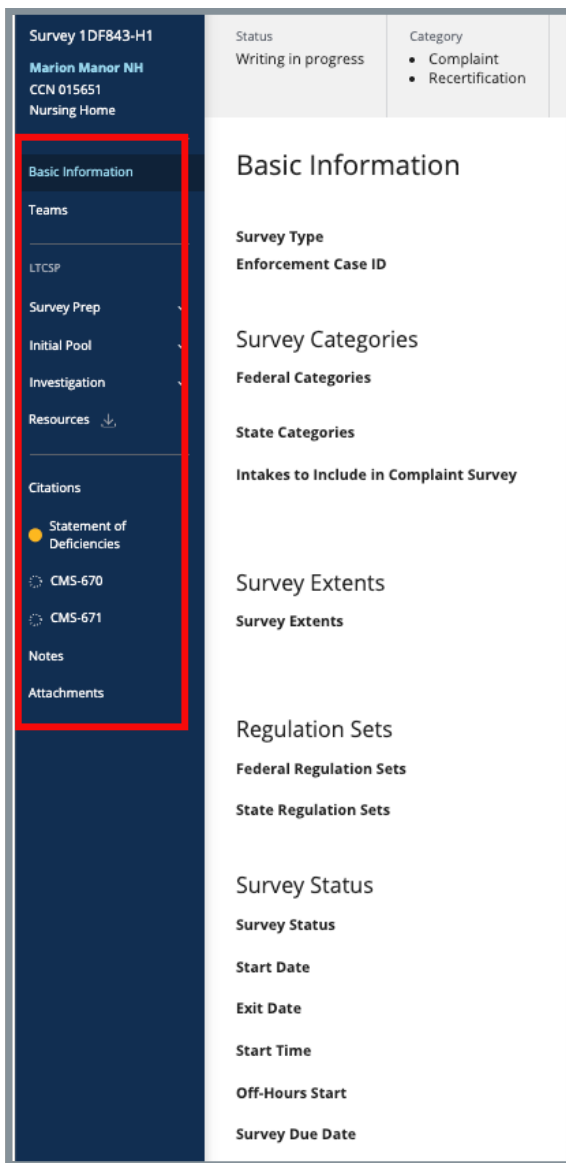 Survey 1DF843-H1
Marion Manor NH
CCN 015651
Nursing Home
Basic Information
Teams
LTCSP
Survey Prep
Initial Pool
Investigation
Resources
Citations
Statement of
Deficiencies
CMS-670
CMS-671
Notes
Attachments
Status
Writing in progress
Category
• Complaint
• Recertification
Basic Information
Survey Type
Enforcement Case ID
Survey Categories
Federal Categories
State Categories
Intakes to Include in Complaint Survey
Survey Extents
Survey Extents
Regulation Sets
Federal Regulation Sets
State Regulation Sets
Survey Status
Survey Status
Start Date
Exit Date
Start Time
Off-Hours Start
Survey Due Date